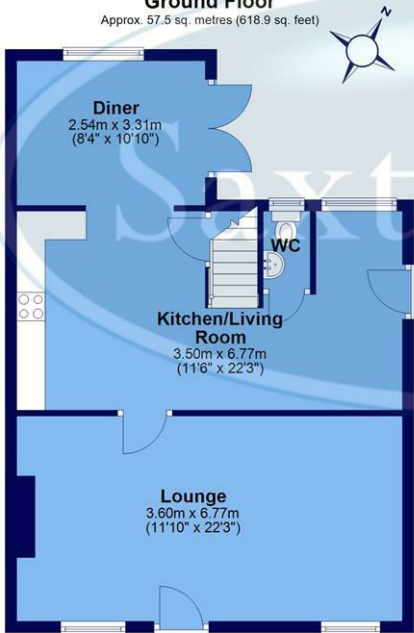 Ground Floor
Approx. 57.5 sq. metres (618.9 sq. feet)
N
Diner
2.54m x 3.31m
(8'4" x 10'10")
Saxt
WC
Kitchen/Living
Room
3.50m x 6.77m
(11'6" x 22'3")
Lounge
3.60m x 6.77m
(11'10" x 22'3")